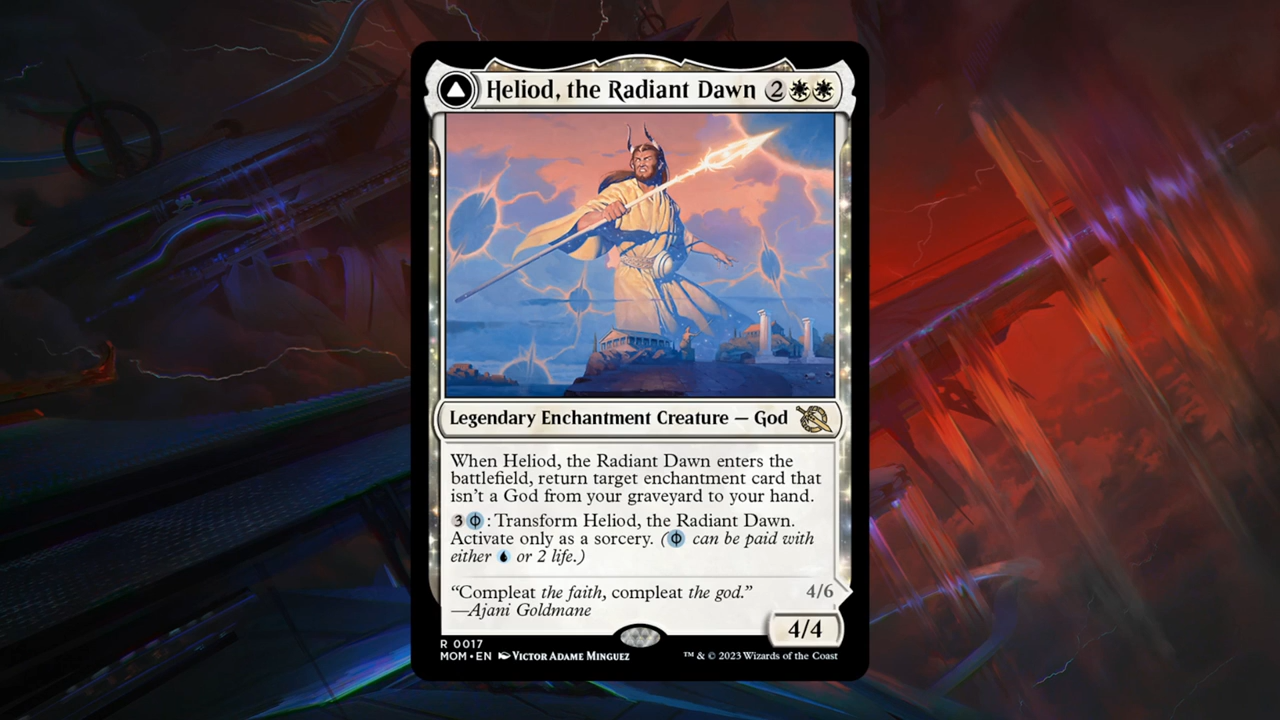 Heliod, the Radiant Dawn 2
Legendary Enchantment Creature — God
When Heliod, the Radiant Dawn enters the
battlefield, return target enchantment card that
isn't a God from your graveyard to your hand.
3 : Transform Heliod, the Radiant Dawn.
Activate only as a sorcery. ( can be paid with
either or 2 life.)
“Compleat the faith, compleat the god.”
—Ajani Goldmane
4/6
4/4
R 0017
MOM • EN Victor Adame Minguez
™ & © 2023 Wizards of the Coast